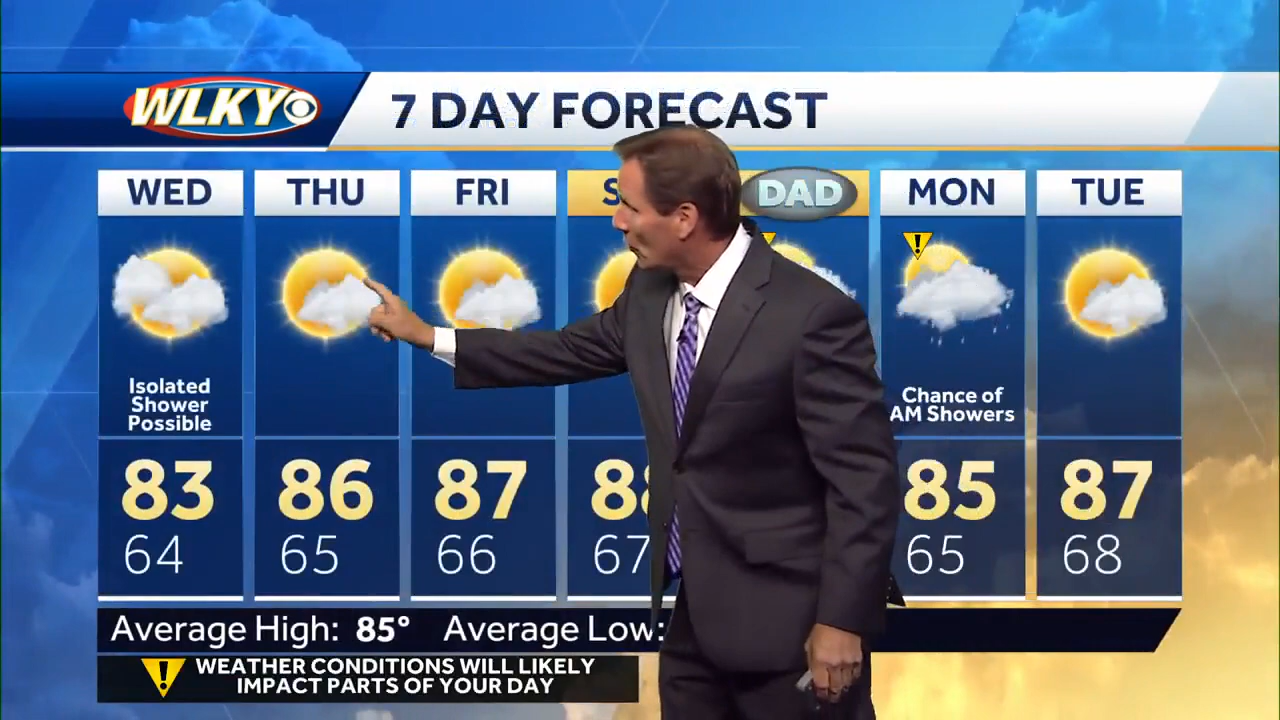 WLKY
7 DAY FORECAST
WED THU FRI DAD MON TUE
!
Isolated
Shower
Possible
Chance of
AM Showers
83 86 87 85 87
64 65 66 67 65 68
Average High: 85° Average Low:
! WEATHER CONDITIONS WILL LIKELY
IMPACT PARTS OF YOUR DAY